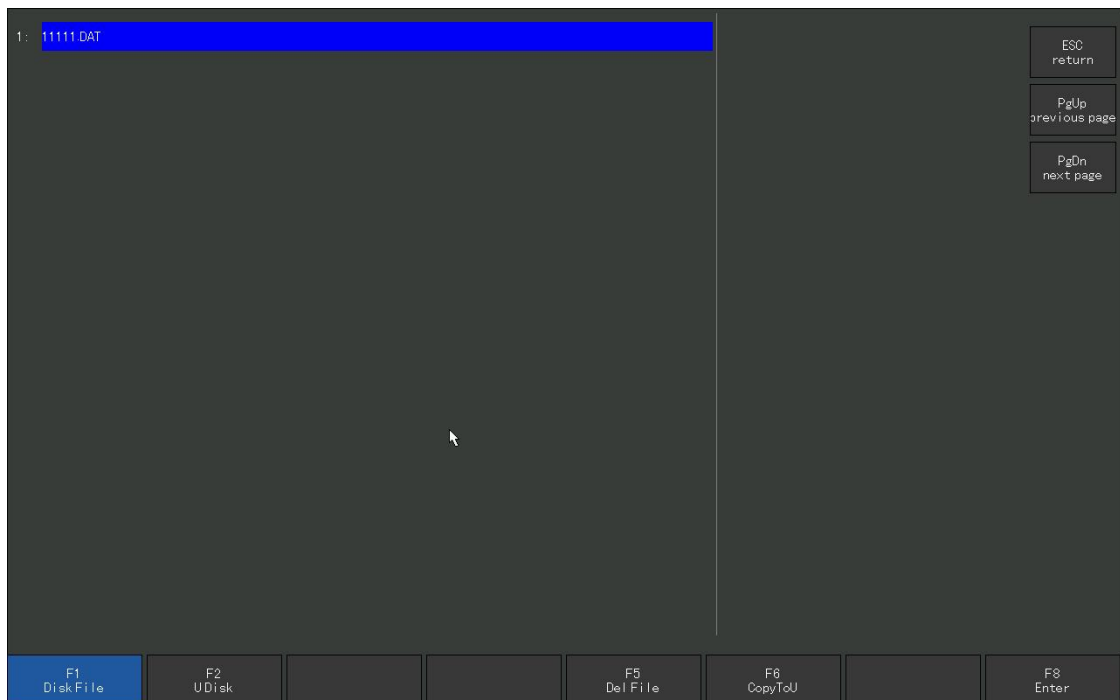 1: 11111.DAT
ESC
return
PgUp
previous page
PgDn
next page
F1
DiskFile
F2
UDisk
F5
DelFile
F6
CopyToU
F8
Enter